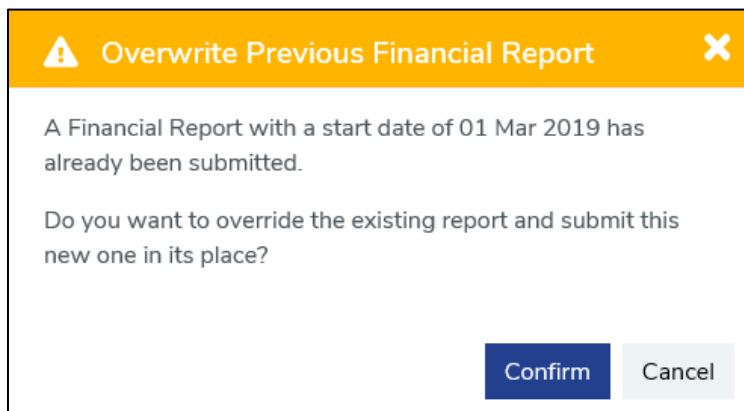 Overwrite Previous Financial Report
A Financial Report with a start date of 01 Mar 2019 has
already been submitted.
Do you want to override the existing report and submit this
new one in its place?
Confirm Cancel